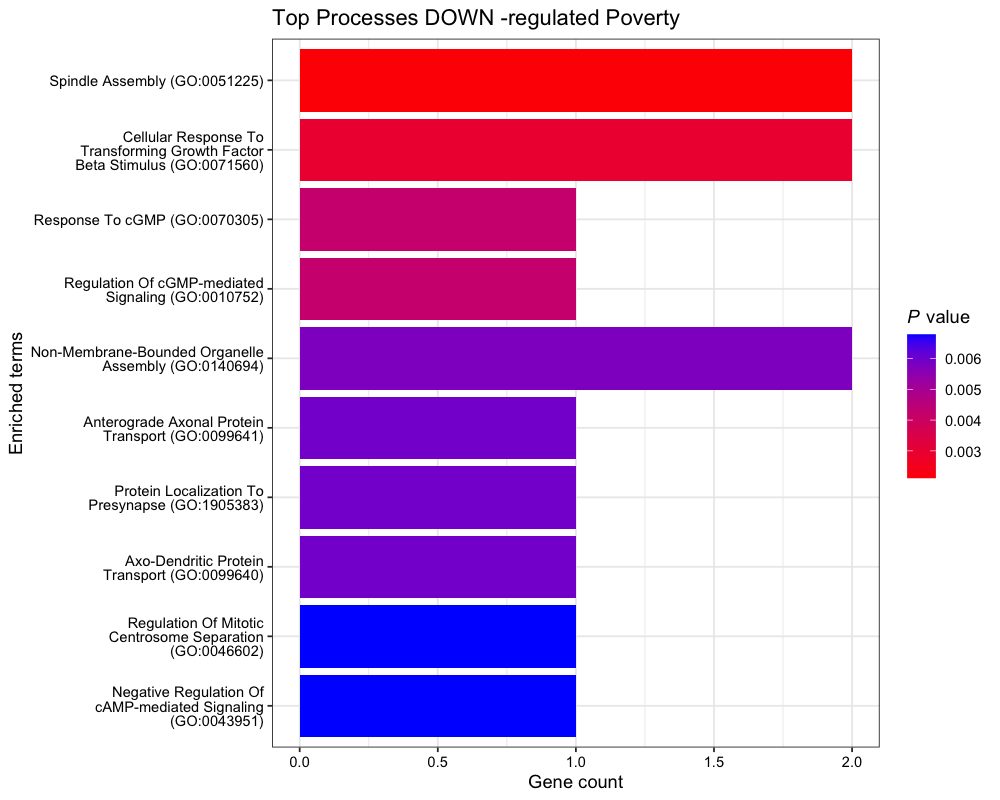 Top Processes DOWN -regulated Poverty
Spindle Assembly (GO:0051225)
Cellular Response To
Transforming Growth Factor
Beta Stimulus (GO:0071560)
Response To cGMP (GO:0070305)
Regulation Of cGMP-mediated
Signaling (GO:0010752)
Non-Membrane-Bounded Organelle
Assembly (GO:0140694)
Anterograde Axonal Protein
Transport (GO:0099641)
Protein Localization To
Presynapse (GO:1905383)
Axo-Dendritic Protein
Transport (GO:0099640)
Regulation Of Mitotic
Centrosome Separation
(GO:0046602)
Negative Regulation Of
cAMP-mediated Signaling
(GO:0043951)
Enriched terms
0.0 0.5 1.0 1.5 2.0
Gene count
P value
0.006
0.005
0.004
0.003